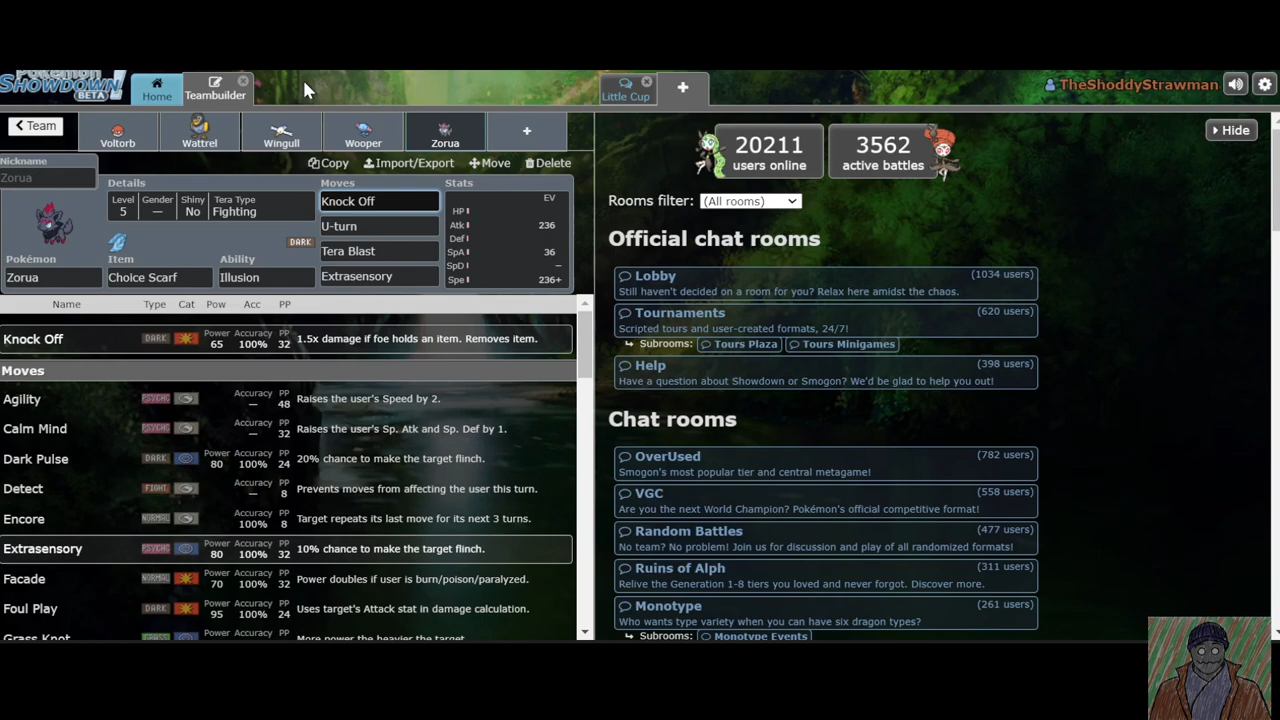 Pokémon
SHOWDOWN!
BETA
Home
Teambuilder
Little Cup
TheShoddyStrawman
Team
Voltorb
Wattrel
Wingull
Wooper
Zorua
Copy Import/Export Move Delete
Nickname
Zorua
Details
Level Gender Shiny Tera Type
5 — No Fighting
DARK
Pokémon Item Ability
Zorua Choice Scarf Illusion
Moves
Knock Off
U-turn
Tera Blast
Extrasensory
Stats
EV
HP
Atk 236
Def
SpA 36
SpD –
Spe 236+
Name Type Cat Pow Acc PP
Knock Off DARK Power 65 Accuracy 100% PP 32 1.5x damage if foe holds an item. Removes item.
Moves
Agility PSYCHC Accuracy — PP 48 Raises the user's Speed by 2.
Calm Mind PSYCHC Accuracy — PP 32 Raises the user's Sp. Atk and Sp. Def by 1.
Dark Pulse DARK Power 80 Accuracy 100% PP 24 20% chance to make the target flinch.
Detect FIGHT Accuracy — PP 8 Prevents moves from affecting the user this turn.
Encore NORMAL Accuracy 100% PP 8 Target repeats its last move for its next 3 turns.
Extrasensory PSYCHC Power 80 Accuracy 100% PP 32 10% chance to make the target flinch.
Facade NORMAL Power 70 Accuracy 100% PP 32 Power doubles if user is burn/poison/paralyzed.
Foul Play DARK Power 95 Accuracy 100% PP 24 Uses target's Attack stat in damage calculation.
Grass Knot GRASS Accuracy PP More power the heavier the target.
20211
users online
3562
active battles
Hide
Rooms filter: (All rooms)
Official chat rooms
Lobby (1034 users)
Still haven't decided on a room for you? Relax here amidst the chaos.
Tournaments (620 users)
Scripted tours and user-created formats, 24/7!
Subrooms: Tours Plaza Tours Minigames
Help (398 users)
Have a question about Showdown or Smogon? We'd be glad to help you out!
Chat rooms
OverUsed (782 users)
Smogon's most popular tier and central metagame!
VGC (558 users)
Are you the next World Champion? Pokémon's official competitive format!
Random Battles (477 users)
No team? No problem! Join us for discussion and play of all randomized formats!
Ruins of Alph (311 users)
Relive the Generation 1-8 tiers you loved and never forgot. Discover more.
Monotype (261 users)
Who wants type variety when you can have six dragon types?
Subrooms: Monotype Events